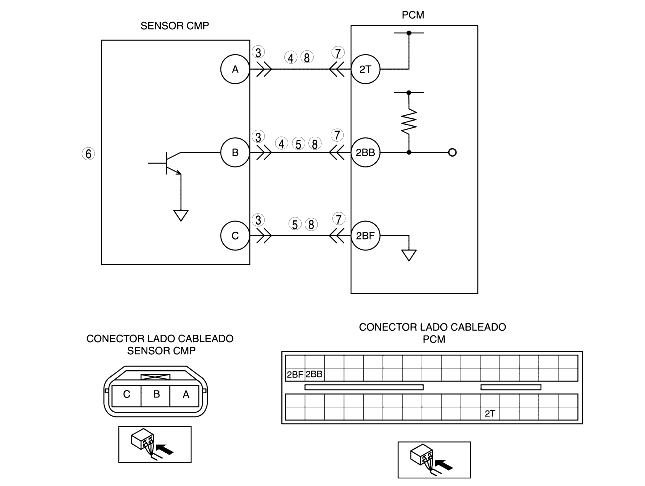 SENSOR CMP
PCM
A 3 4 8 7 2T
6
B 3 4 5 8 7 2BB
C 3 5 8 7 2BF
CONECTOR LADO CABLEADO
SENSOR CMP
C B A
CONECTOR LADO CABLEADO
PCM
2BF 2BB
2T